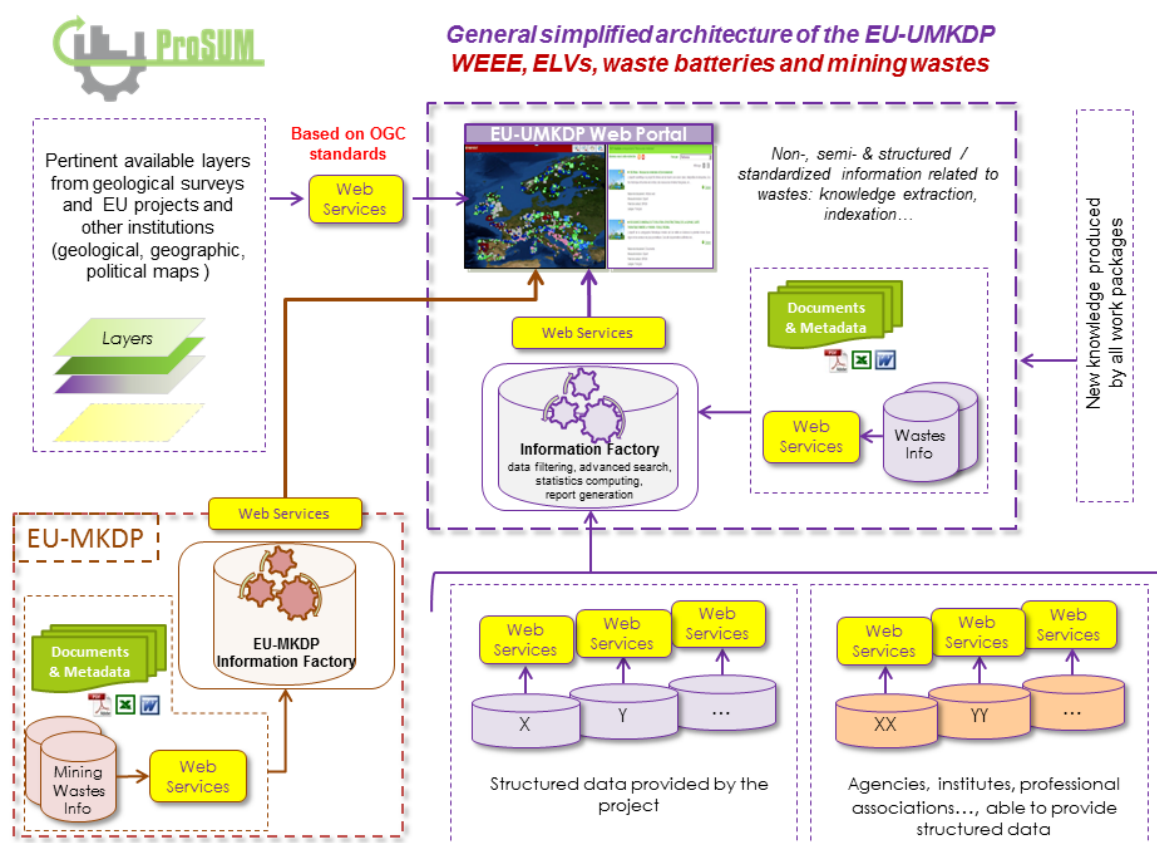 ProSUM
General simplified architecture of the EU-UMKDP
WEEE, ELVs, waste batteries and mining wastes
Pertinent available layers
from geological surveys
and EU projects and
other institutions
(geological, geographic,
political maps )
Layers
Based on OGC
standards
Web
Services
EU-UMKDP Web Portal
Non-, semi- & structured /
standardized information related to
wastes: knowledge extraction,
indexation…
Documents
& Metadata
PDF
X
W
Web
Services
Wastes
Info
New knowledge produced
by all work packages
Web Services
Information Factory
data filtering, advanced search,
statistics computing,
report generation
Web Services
EU-MKDP
EU-MKDP
Information Factory
Documents
& Metadata
PDF
X
W
Mining
Wastes
Info
Web
Services
Web
Services
Web
Services
Web
Services
X
Y
...
Structured data provided by the
project
Web
Services
Web
Services
Web
Services
XX
YY
...
Agencies, institutes, professional
associations…, able to provide
structured data